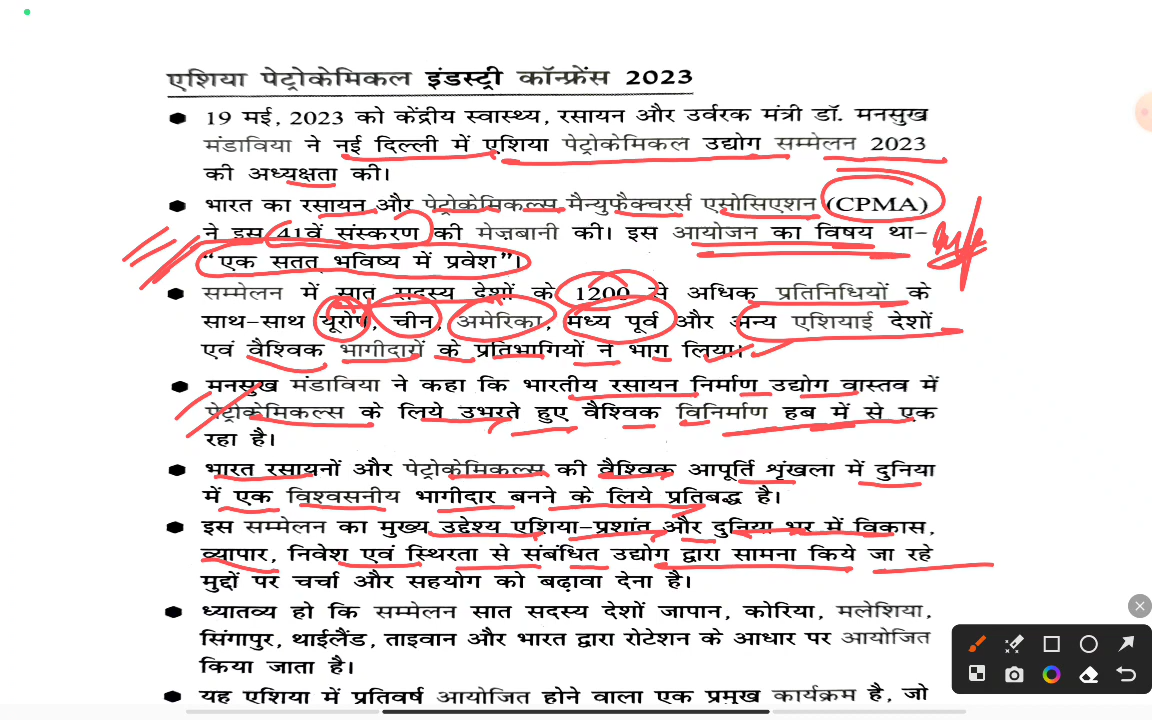 एशिया पेट्रोकेमिकल इंडस्ट्री कॉन्फ्रेंस 2023
19 मई, 2023 को केंद्रीय स्वास्थ्य, रसायन और उर्वरक मंत्री डॉ. मनसुख
मंडाविया ने नई दिल्ली में एशिया पेट्रोकेमिकल उद्योग सम्मेलन 2023
की अध्यक्षता की।
भारत का रसायन और पेट्रोकेमिकल्स मैन्युफैक्चरर्स एसोसिएशन (CPMA)
ने इस 41वें संस्करण की मेज़बानी की। इस आयोजन का विषय था-
“एक सतत भविष्य में प्रवेश”।
सम्मेलन में सात सदस्य देशों के 1200 से अधिक प्रतिनिधियों के
साथ-साथ यूरोप, चीन, अमेरिका, मध्य पूर्व और अन्य एशियाई देशों
एवं वैश्विक भागीदारों के प्रतिभागियों ने भाग लिया।
मनसुख मंडाविया ने कहा कि भारतीय रसायन निर्माण उद्योग वास्तव में
पेट्रोकेमिकल्स के लिये उभरते हुए वैश्विक विनिर्माण हब में से एक
रहा है।
भारत रसायनों और पेट्रोकेमिकल्स की वैश्विक आपूर्ति शृंखला में दुनिया
में एक विश्वसनीय भागीदार बनने के लिये प्रतिबद्ध है।
इस सम्मेलन का मुख्य उद्देश्य एशिया-प्रशांत और दुनिया भर में विकास,
व्यापार, निवेश एवं स्थिरता से संबंधित उद्योग द्वारा सामना किये जा रहे
मुद्दों पर चर्चा और सहयोग को बढ़ावा देना है।
ध्यातव्य हो कि सम्मेलन सात सदस्य देशों जापान, कोरिया, मलेशिया,
सिंगापुर, थाईलैंड, ताइवान और भारत द्वारा रोटेशन के आधार पर आयोजित
किया जाता है।
यह एशिया में प्रतिवर्ष आयोजित होने वाला एक प्रमुख कार्यक्रम है, जो